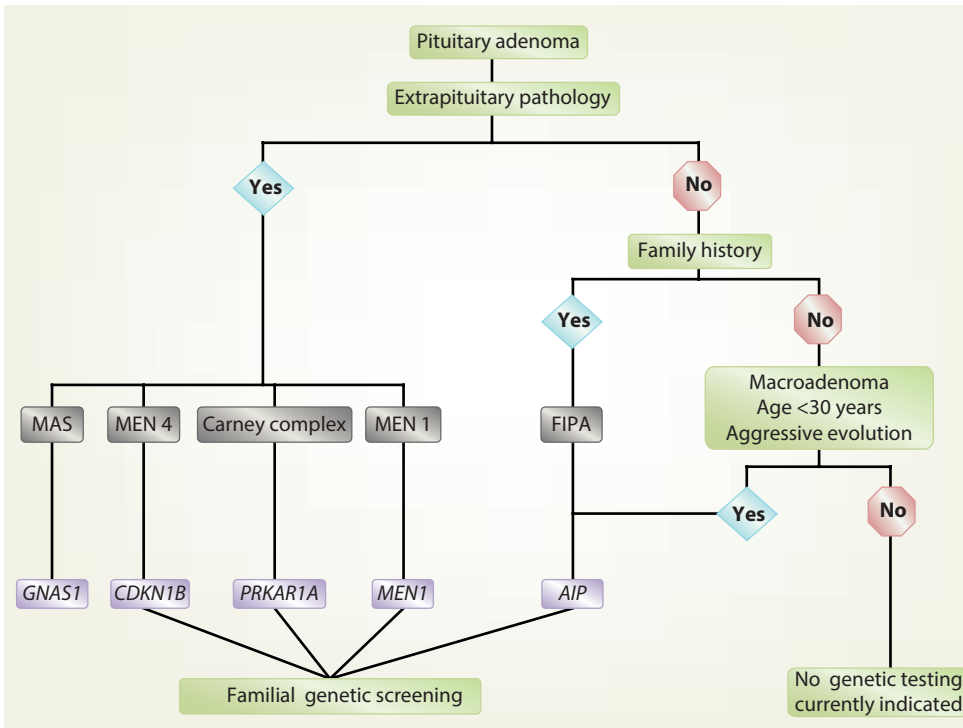 Pituitary adenoma
Extrapituitary pathology
Yes
No
Family history
Yes
No
Macroadenoma
Age <30 years
Aggressive evolution
MAS
MEN 4
Carney complex
MEN 1
FIPA
Yes
No
GNAS1
CDKN1B
PRKAR1A
MEN1
AIP
Familial genetic screening
No genetic testing
currently indicated